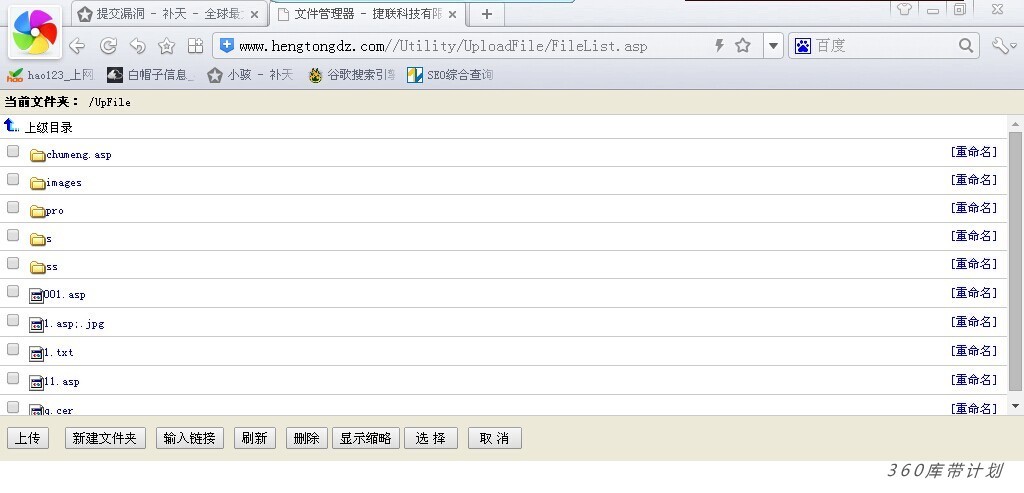 提交漏洞 - 补天 - 全球最
文件管理器 - 捷联科技有限
www.hengtongdz.com//Utility/UploadFile/FileList.asp
百度
hao123_上网
白帽子信息_
小骇 - 补天
谷歌搜索引擎
SEO综合查询
当前文件夹: /UpFile
上级目录
chumeng.asp [重命名]
images [重命名]
pro [重命名]
s [重命名]
ss [重命名]
001.asp [重命名]
1.asp;.jpg [重命名]
1.txt [重命名]
11.asp [重命名]
q.cer [重命名]
上传 新建文件夹 输入链接 刷新 删除 显示缩略 选 择 取 消
360库带计划